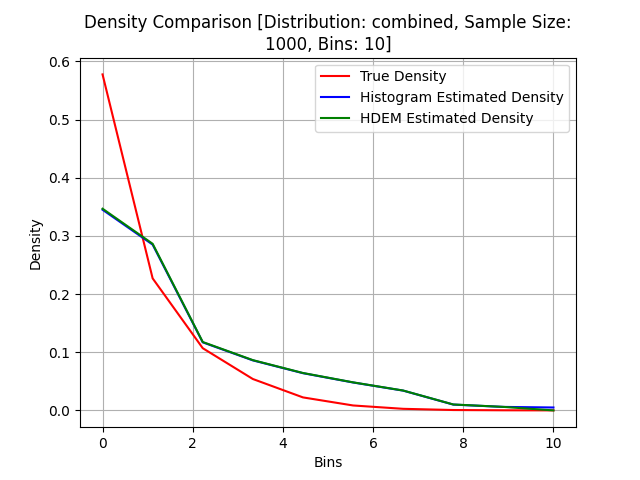 Density Comparison [Distribution: combined, Sample Size:
1000, Bins: 10]
True Density
Histogram Estimated Density
HDEM Estimated Density
Density
0.6
0.5
0.4
0.3
0.2
0.1
0.0
0 2 4 6 8 10
Bins